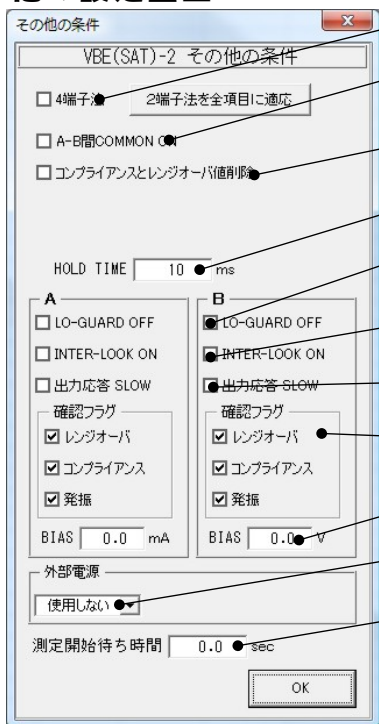 その他の条件
VBE(SAT)-2 その他の条件
4端子法 2端子法を全項目に適応
A-B間COMMON ON
コンプライアンスとレンジオーバ値削除
HOLD TIME 10 ms
A
LO-GUARD OFF
INTER-LOOK ON
出力応答 SLOW
確認フラグ
レンジオーバ
コンプライアンス
発振
BIAS 0.0 mA
B
LO-GUARD OFF
INTER-LOOK ON
出力応答 SLOW
確認フラグ
レンジオーバ
コンプライアンス
発振
BIAS 0.0 V
外部電源
使用しない
測定開始待ち時間 0.0 sec
OK